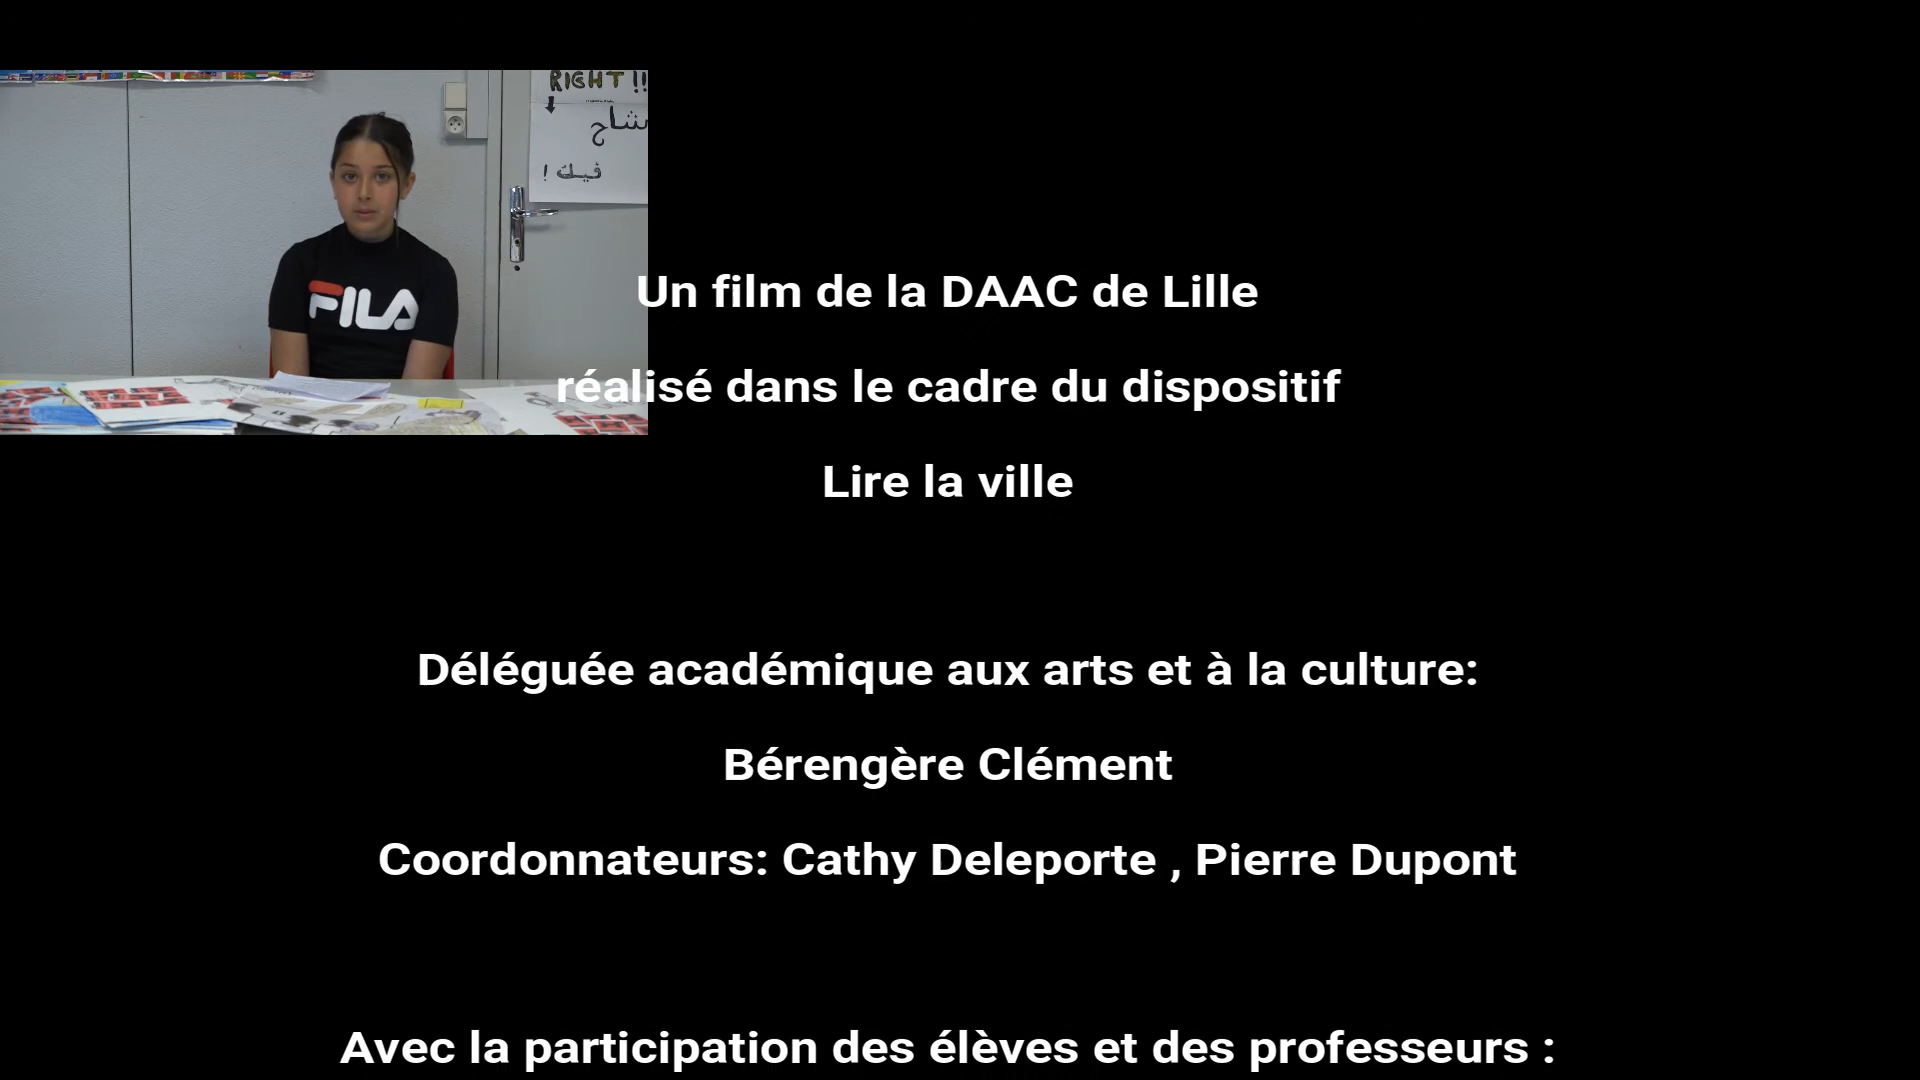 RIGHT !!
فيك !
FILA
Un film de la DAAC de Lille
réalisé dans le cadre du dispositif
Lire la ville
Déléguée académique aux arts et à la culture:
Bérengère Clément
Coordonnateurs: Cathy Deleporte , Pierre Dupont
Avec la participation des élèves et des professeurs :